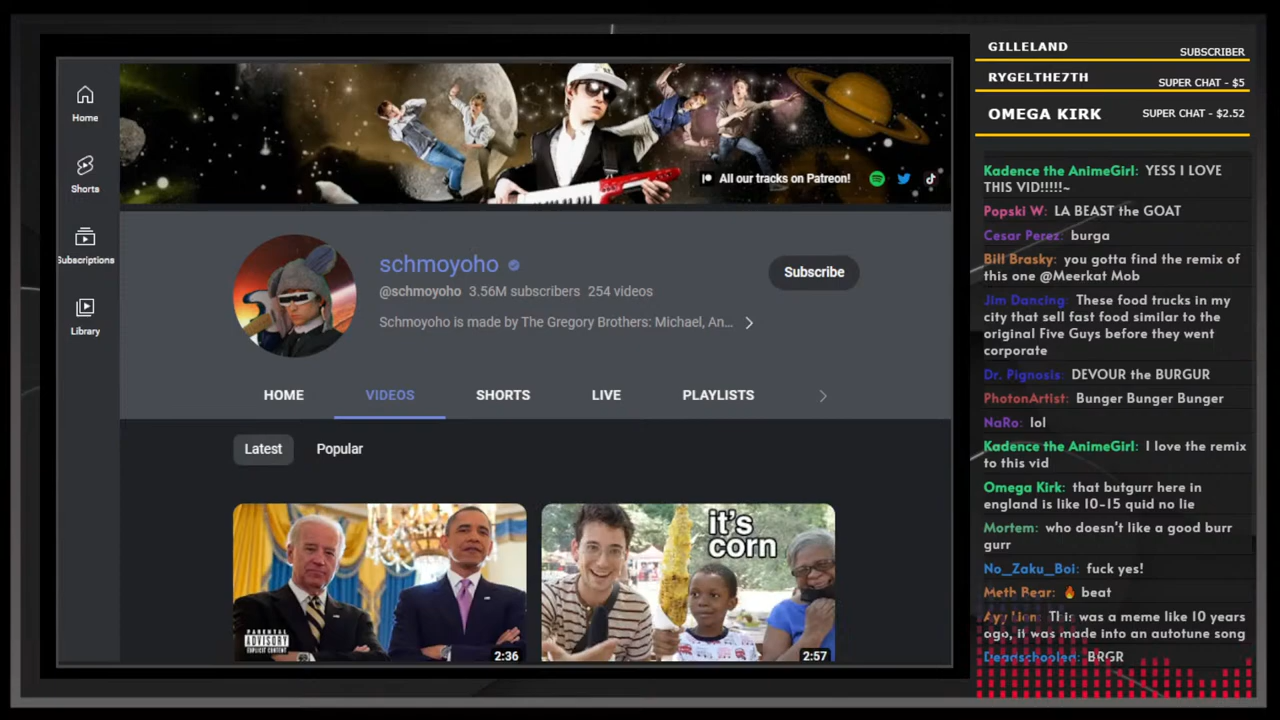 Home
Shorts
Subscriptions
Library
All our tracks on Patreon!
schmoyoho
@schmoyoho 3.56M subscribers 254 videos
Schmoyoho is made by The Gregory Brothers: Michael, An...
Subscribe
HOME VIDEOS SHORTS LIVE PLAYLISTS
Latest Popular
PARENTAL
ADVISORY
EXPLICIT CONTENT
2:36
it's
corn
2:57
GILLELAND SUBSCRIBER
RYGELTHE7TH SUPER CHAT - $5
OMEGA KIRK SUPER CHAT - $2.52
Kadence the AnimeGirl: YESS I LOVE
THIS VID!!!!!~
Popski W: LA BEAST the GOAT
Cesar Perez: burga
Bill Brasky: you gotta find the remix of
this one @Meerkat Mob
Jim Dancing: These food trucks in my
city that sell fast food similar to the
original Five Guys before they went
corporate
Dr. Pignosis: DEVOUR the BURGUR
PhotonArtist: Bunger Bunger Bunger
NaRo: lol
Kadence the AnimeGirl: I love the remix
to this vid
Omega Kirk: that butgurr here in
england is like 10-15 quid no lie
Mortem: who doesn't like a good burr
gurr
No_Zaku_Boi: fuck yes!
Meth Bear: 🔥 beat
Ayy Lien: This was a meme like 10 years
ago, it was made into an autotune song
Deadschooled: BRGR